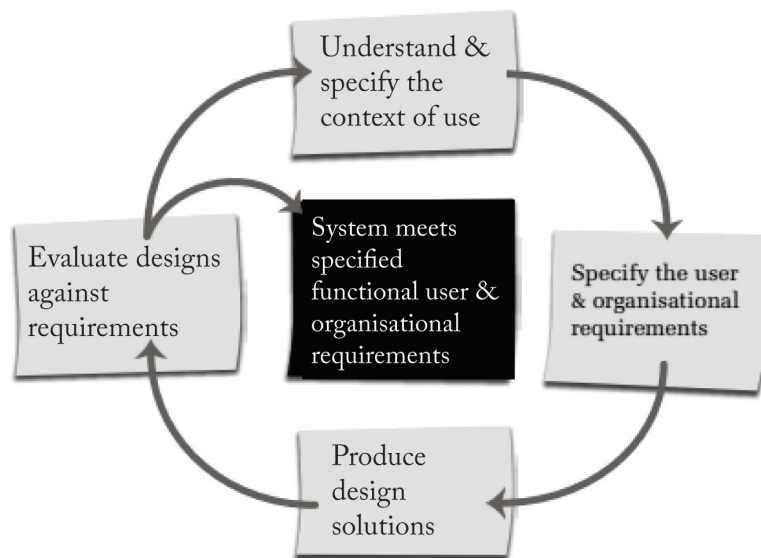 Understand &
specify the
context of use
System meets
specified
functional user &
organisational
requirements
Evaluate designs
against
requirements
Specify the user
& organisational
requirements
Produce
design
solutions